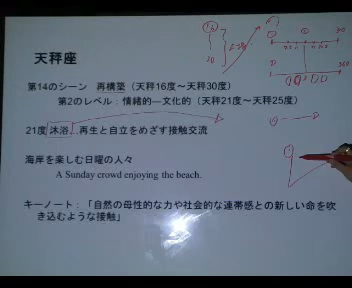 天秤座
第14のシーン 再構築（天秤16度～天秤30度）
第2のレベル：情緒的―文化的（天秤21度～天秤25度）
21度 沐浴 再生と自立をめざす接触交流
海岸を楽しむ日曜の人々
A Sunday crowd enjoying the beach.
キーノート：「自然の母性的な力や社会的な連帯感との新しい命を吹
き込むような接触」
16
30